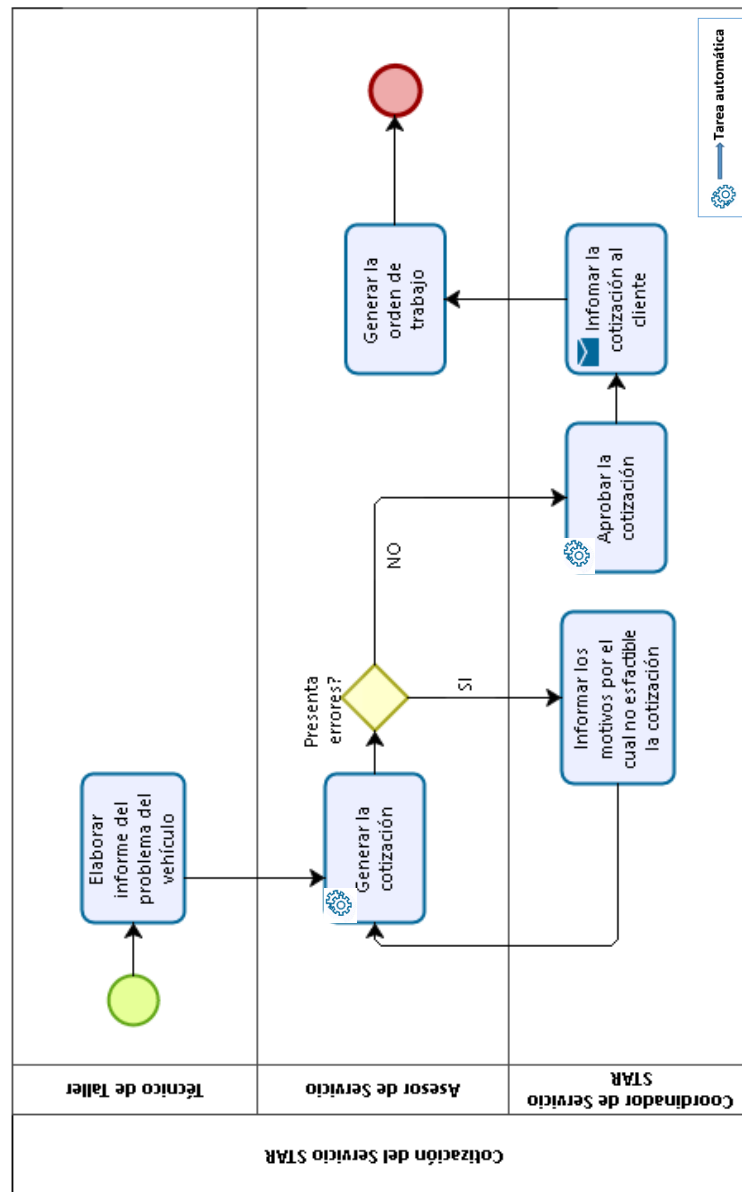 Cotización del Servicio STAR
Técnico de Taller
Elaborar
informe del
problema del
vehículo
Asesor de Servicio
Generar la
cotización
Presenta
errores?
SI
NO
Generar la
orden de
trabajo
Coordinador de Servicio
STAR
Informar los
motivos por el
cual no es factible
la cotización
Aprobar la
cotización
Infomar la
cotización al
cliente
Tarea automática